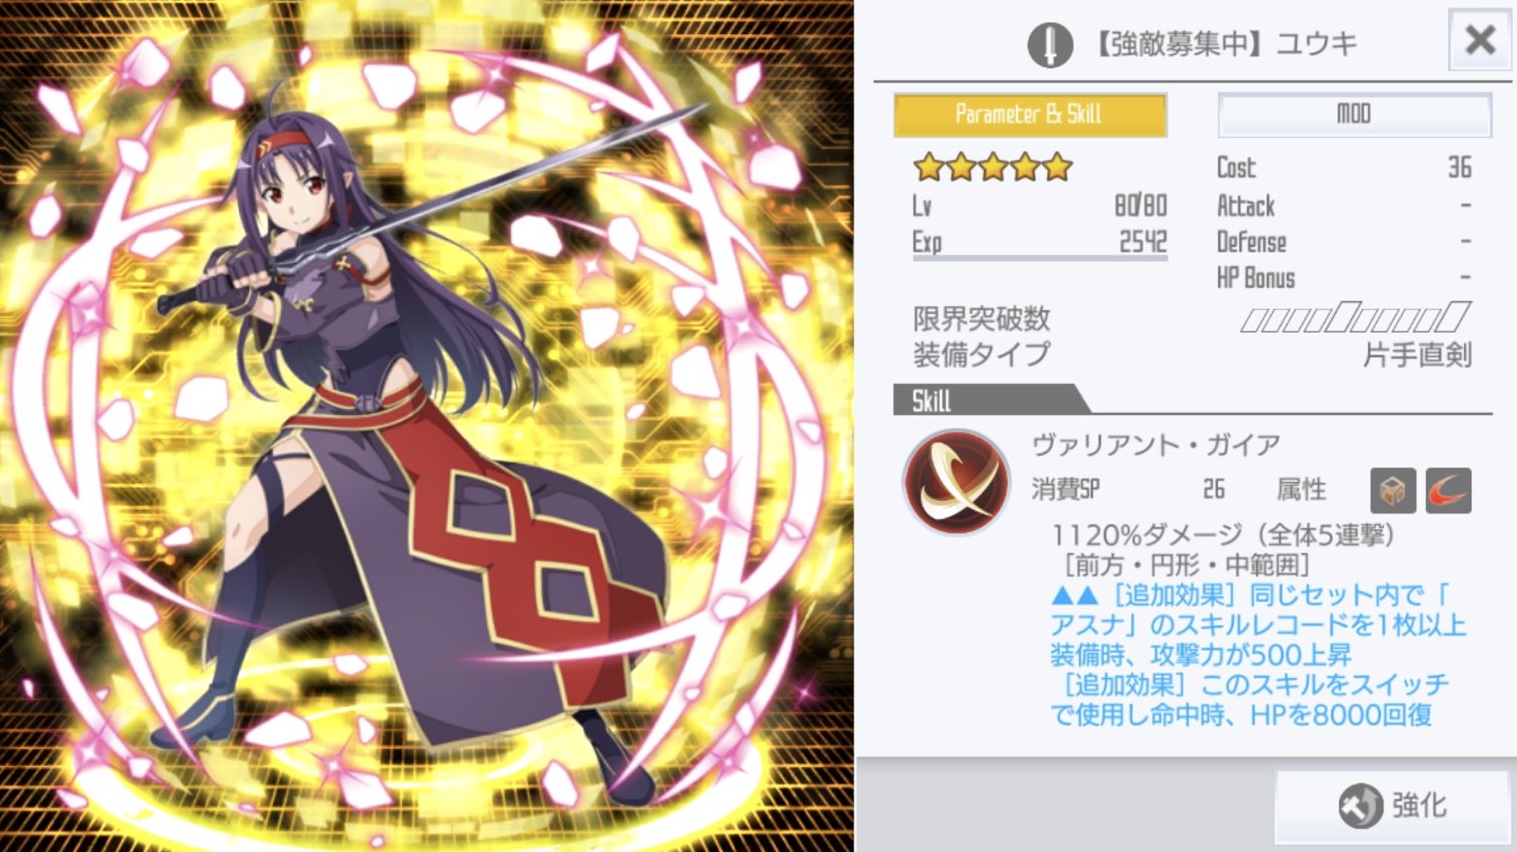 【強敵募集中】ユウキ
Parameter & Skill
MOD
Lv 80/80
Exp 2542
Cost 36
Attack -
Defense -
HP Bonus -
限界突破数
装備タイプ 片手直剣
Skill
ヴァリアント・ガイア
消費SP 26 属性
1120%ダメージ（全体5連撃）
［前方・円形・中範囲］
▲▲［追加効果］同じセット内で「
アスナ」のスキルレコードを1枚以上
装備時、攻撃力が500上昇
［追加効果］このスキルをスイッチ
で使用し命中時、HPを8000回復
強化